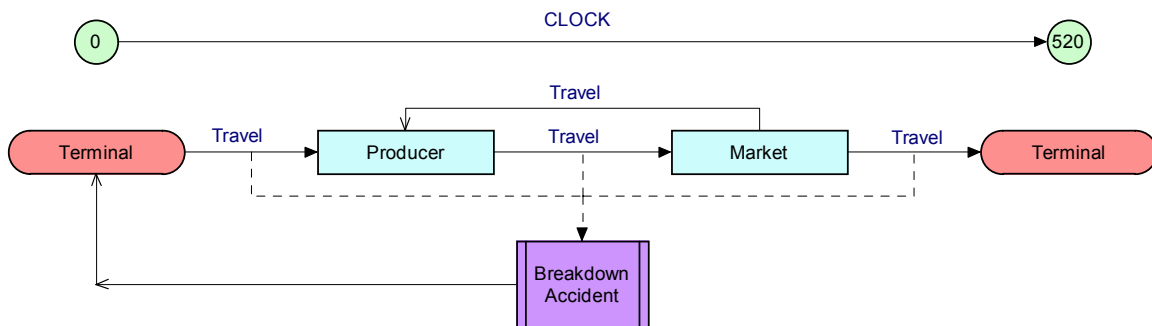 CLOCK
0
520
Travel
Terminal
Travel
Producer
Travel
Market
Travel
Terminal
Breakdown
Accident